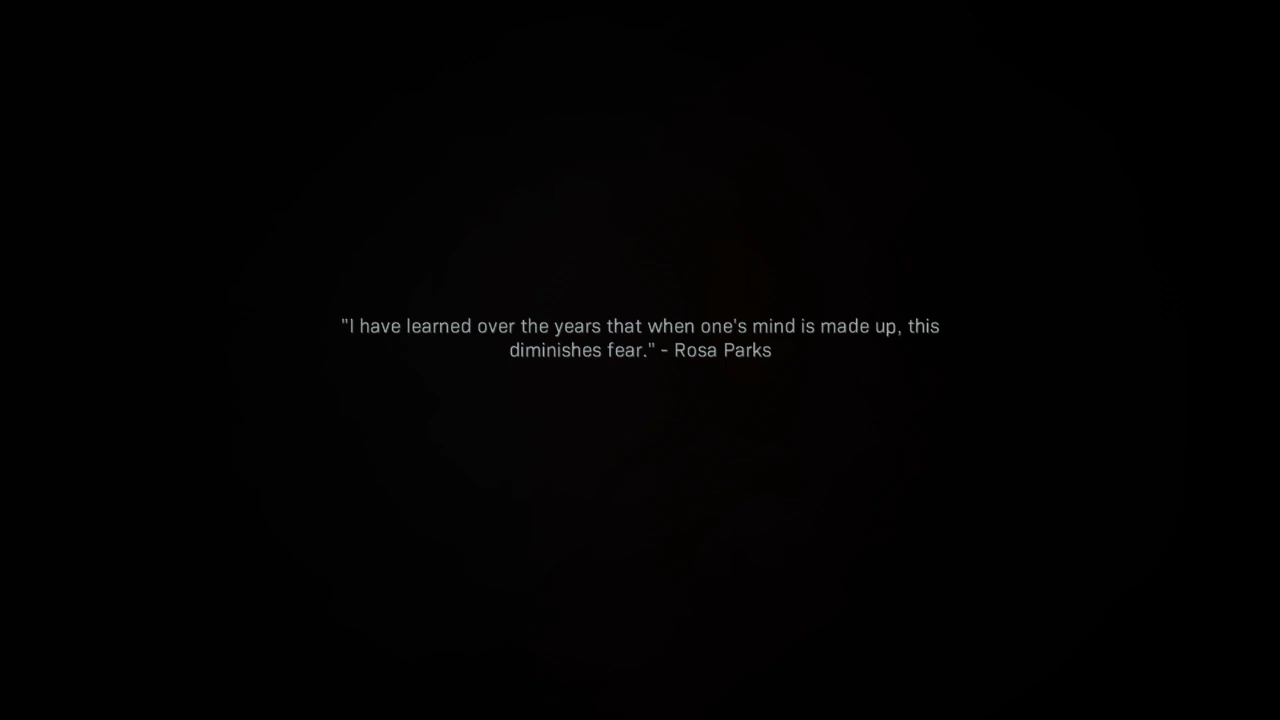 "I have learned over the years that when one's mind is made up, this
diminishes fear." - Rosa Parks